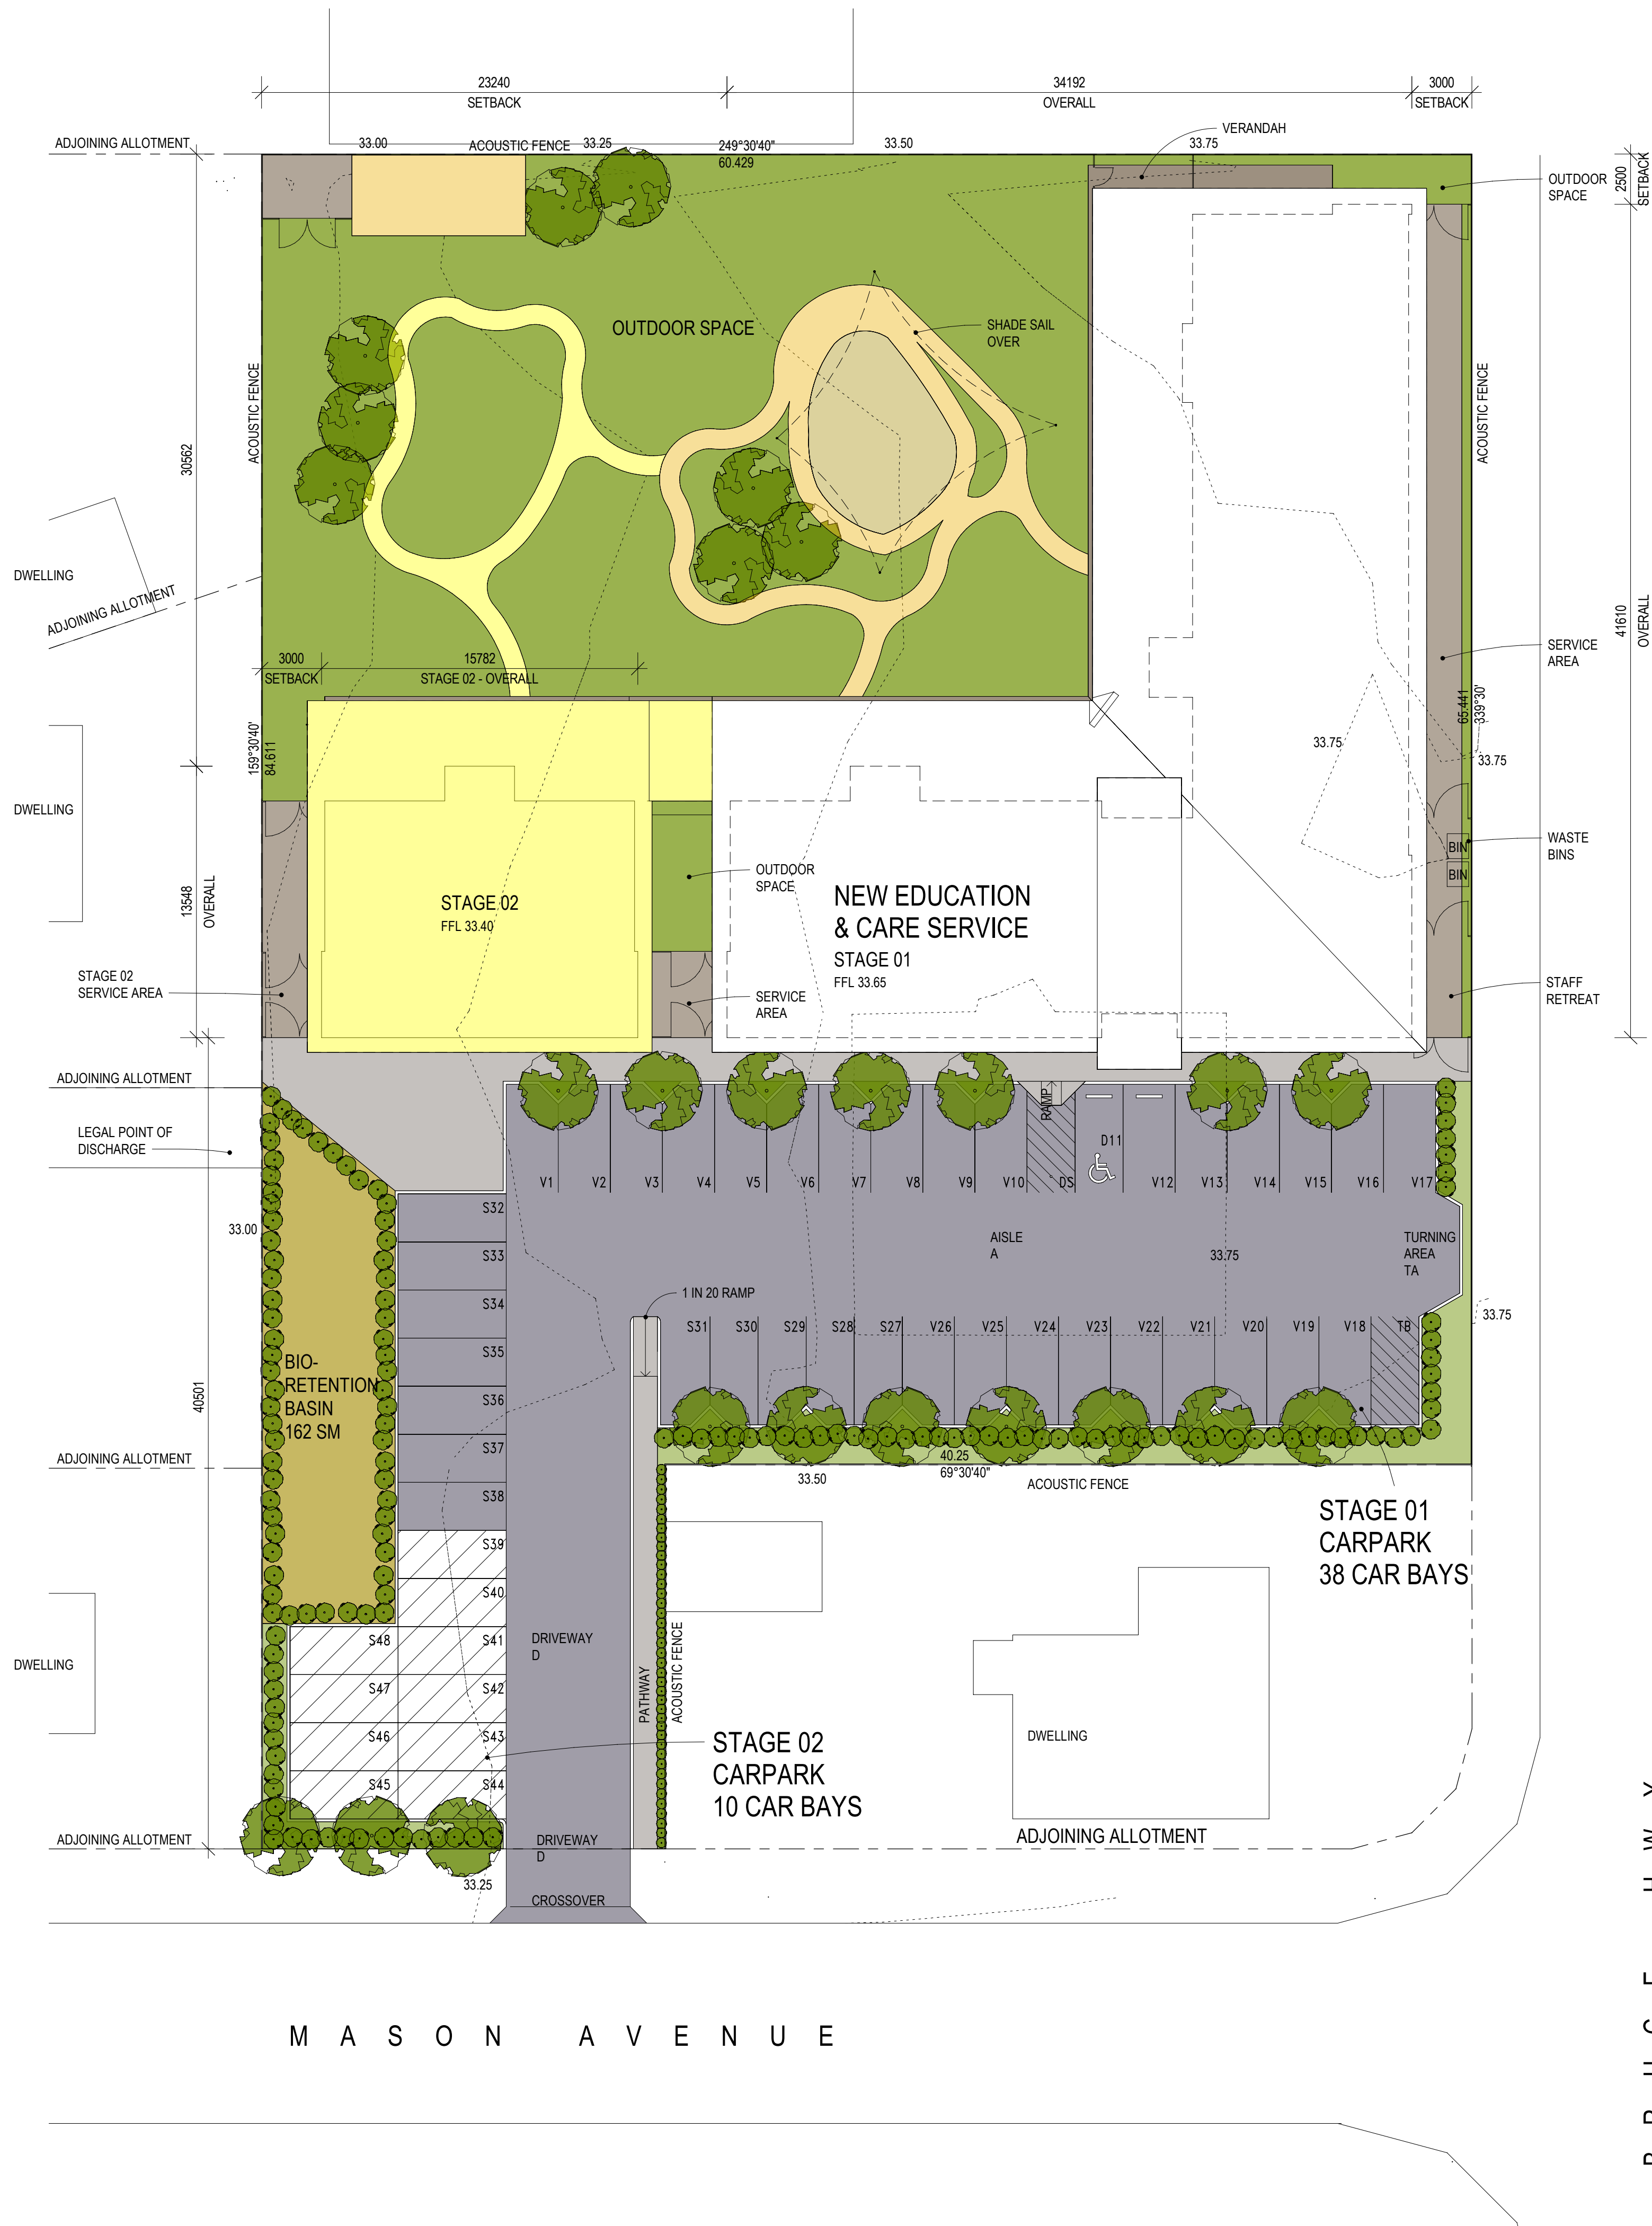 23240
SETBACK
34192
OVERALL
3000
SETBACK
ADJOINING ALLOTMENT
33.00
ACOUSTIC FENCE
33.25
249°30'40"
60.429
33.50
33.75
VERANDAH
OUTDOOR
SPACE
2500
SETBACK
OUTDOOR SPACE
SHADE SAIL
OVER
ACOUSTIC FENCE
ACOUSTIC FENCE
30562
DWELLING
ADJOINING ALLOTMENT
41610
OVERALL
3000
SETBACK
15782
STAGE 02 - OVERALL
SERVICE
AREA
65.441
339°30'
159°30'40"
84.611
33.75
33.75
DWELLING
WASTE
BINS
BIN
BIN
13548
OVERALL
OUTDOOR
SPACE
STAGE 02
FFL 33.40
NEW EDUCATION
& CARE SERVICE
STAGE 01
FFL 33.65
STAGE 02
SERVICE AREA
SERVICE
AREA
STAFF
RETREAT
ADJOINING ALLOTMENT
RAMP
LEGAL POINT OF
DISCHARGE
D11
V1
V2
V3
V4
V5
V6
V7
V8
V9
V10
DS
V12
V13
V14
V15
V16
V17
33.00
S32
S33
S34
S35
S36
S37
S38
S39
S40
S41
S42
S43
S44
S48
S47
S46
S45
AISLE
A
33.75
TURNING
AREA
TA
1 IN 20 RAMP
33.75
S31
S30
S29
S28
S27
V26
V25
V24
V23
V22
V21
V20
V19
V18
TB
BIO-
RETENTION
BASIN
162 SM
40501
ADJOINING ALLOTMENT
40.25
69°30'40"
33.50
ACOUSTIC FENCE
STAGE 01
CARPARK
38 CAR BAYS
DWELLING
DRIVEWAY
D
PATHWAY
ACOUSTIC FENCE
STAGE 02
CARPARK
10 CAR BAYS
DWELLING
ADJOINING ALLOTMENT
DRIVEWAY
D
ADJOINING ALLOTMENT
33.25
CROSSOVER
MASON AVENUE